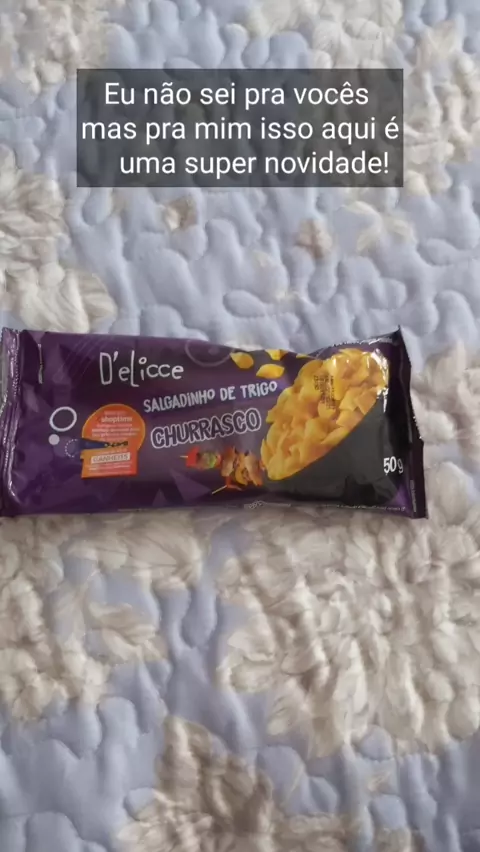 Eu não sei pra vocês
mas pra mim isso aqui é
uma super novidade!
D'elicce
SALGADINHO DE TRIGO
CHURRASCO
50g